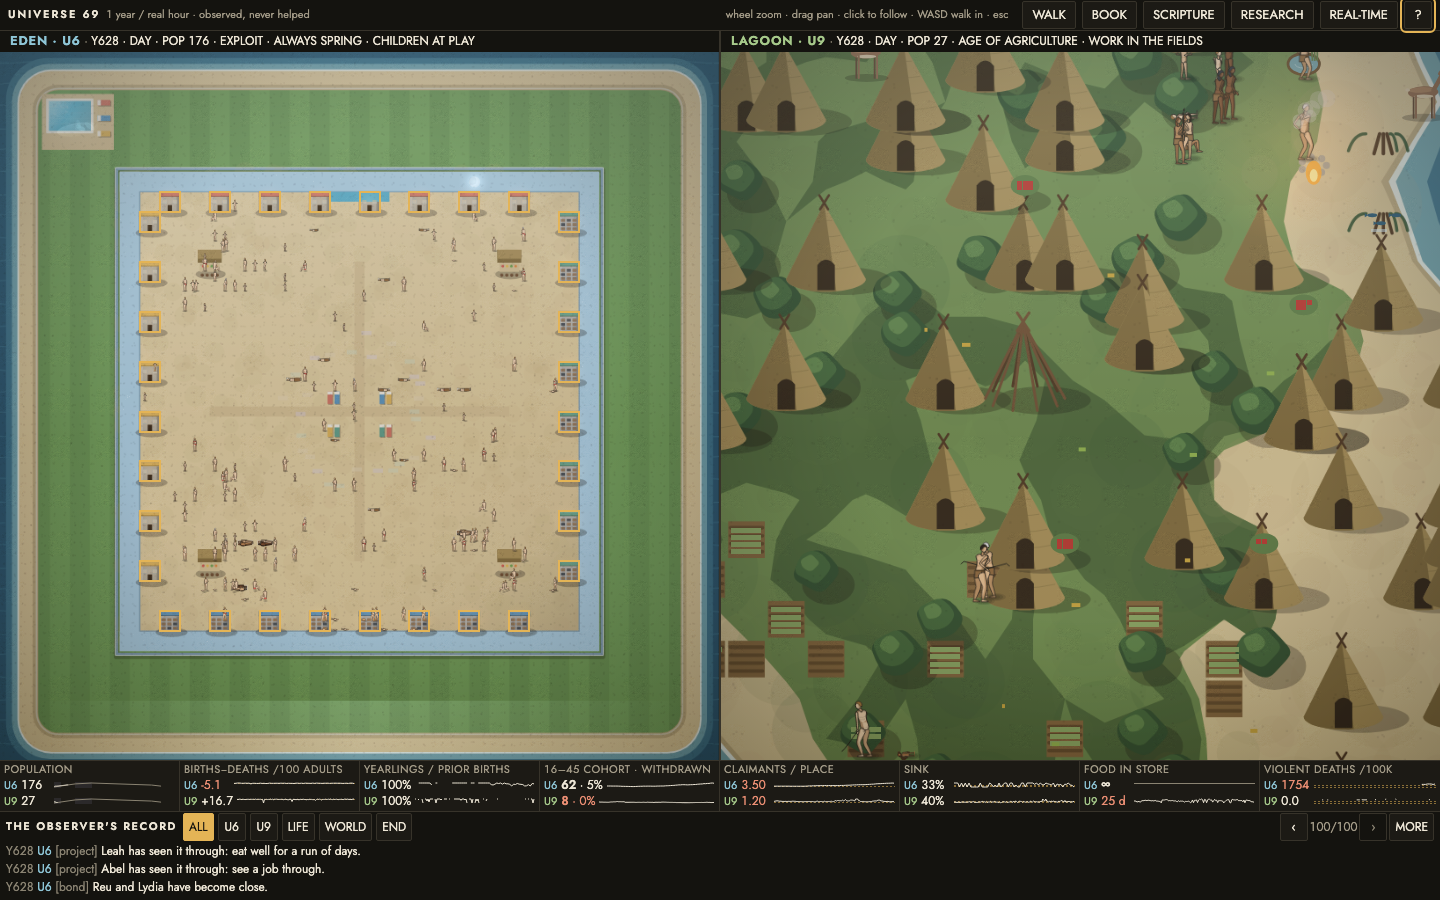 UNIVERSE 69 1 year / real hour · observed, never helped
wheel zoom · drag pan · click to follow · WASD walk in · esc
WALK BOOK SCRIPTURE RESEARCH REAL-TIME ?
EDEN · U6 · Y628 · DAY · POP 176 · EXPLOIT · ALWAYS SPRING · CHILDREN AT PLAY
LAGOON · U9 · Y628 · DAY · POP 27 · AGE OF AGRICULTURE · WORK IN THE FIELDS
POPULATION
U6 176
U9 27
BIRTHS–DEATHS /100 ADULTS
U6 -5.1
U9 +16.7
YEARLINGS / PRIOR BIRTHS
U6 100%
U9 100%
16–45 COHORT · WITHDRAWN
U6 62 · 5%
U9 8 · 0%
CLAIMANTS / PLACE
U6 3.50
U9 1.20
SINK
U6 33%
U9 40%
FOOD IN STORE
U6 ∞
U9 25 d
VIOLENT DEATHS /100K
U6 1754
U9 0.0
THE OBSERVER'S RECORD ALL U6 U9 LIFE WORLD END
‹ 100/100 › MORE
Y628 U6 [project] Leah has seen it through: eat well for a run of days.
Y628 U6 [project] Abel has seen it through: see a job through.
Y628 U6 [bond] Reu and Lydia have become close.